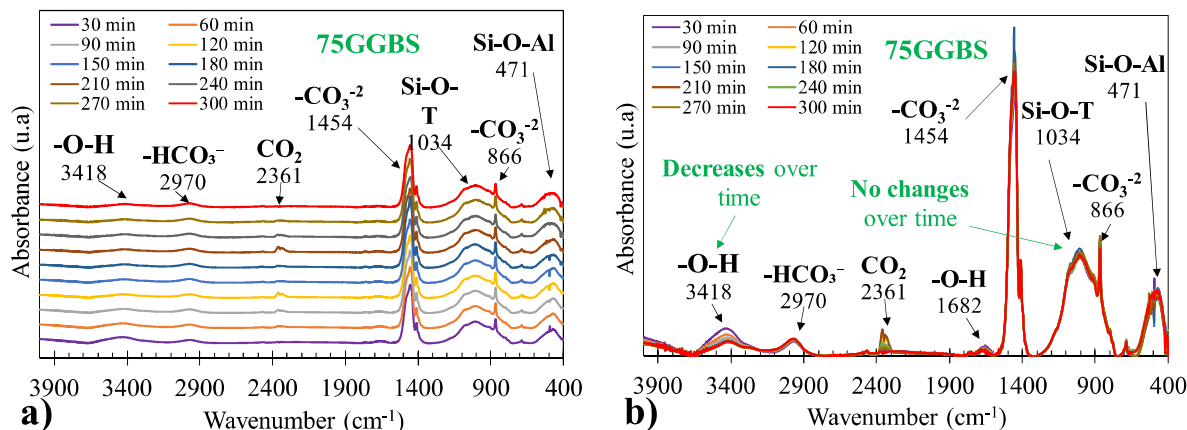 30 min 60 min
90 min 120 min
150 min 180 min
210 min 240 min
270 min 300 min
75GGBS
Si-O-Al
471
-CO₃⁻²
1454
Si-O-
T
1034
-CO₃⁻²
866
-O-H
3418
-HCO₃⁻
2970
CO₂
2361
Absorbance (u.a)
3900 3400 2900 2400 1900 1400 900 400
Wavenumber (cm⁻¹)
a)
30 min 60 min
90 min 120 min
150 min 180 min
210 min 240 min
270 min 300 min
75GGBS
Si-O-Al
471
-CO₃⁻²
1454
Si-O-T
1034
-CO₃⁻²
866
Decreases over
time
No changes
over time
-O-H
3418
-HCO₃⁻
2970
CO₂
2361
-O-H
1682
Absorbance (u.a)
3900 3400 2900 2400 1900 1400 900 400
Wavenumber (cm⁻¹)
b)